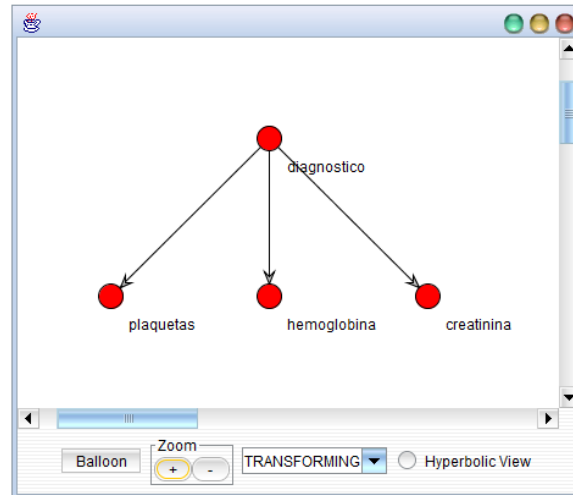 diagnostico
plaquetas
hemoglobina
creatinina
Zoom
Balloon
+
-
TRANSFORMING
Hyperbolic View